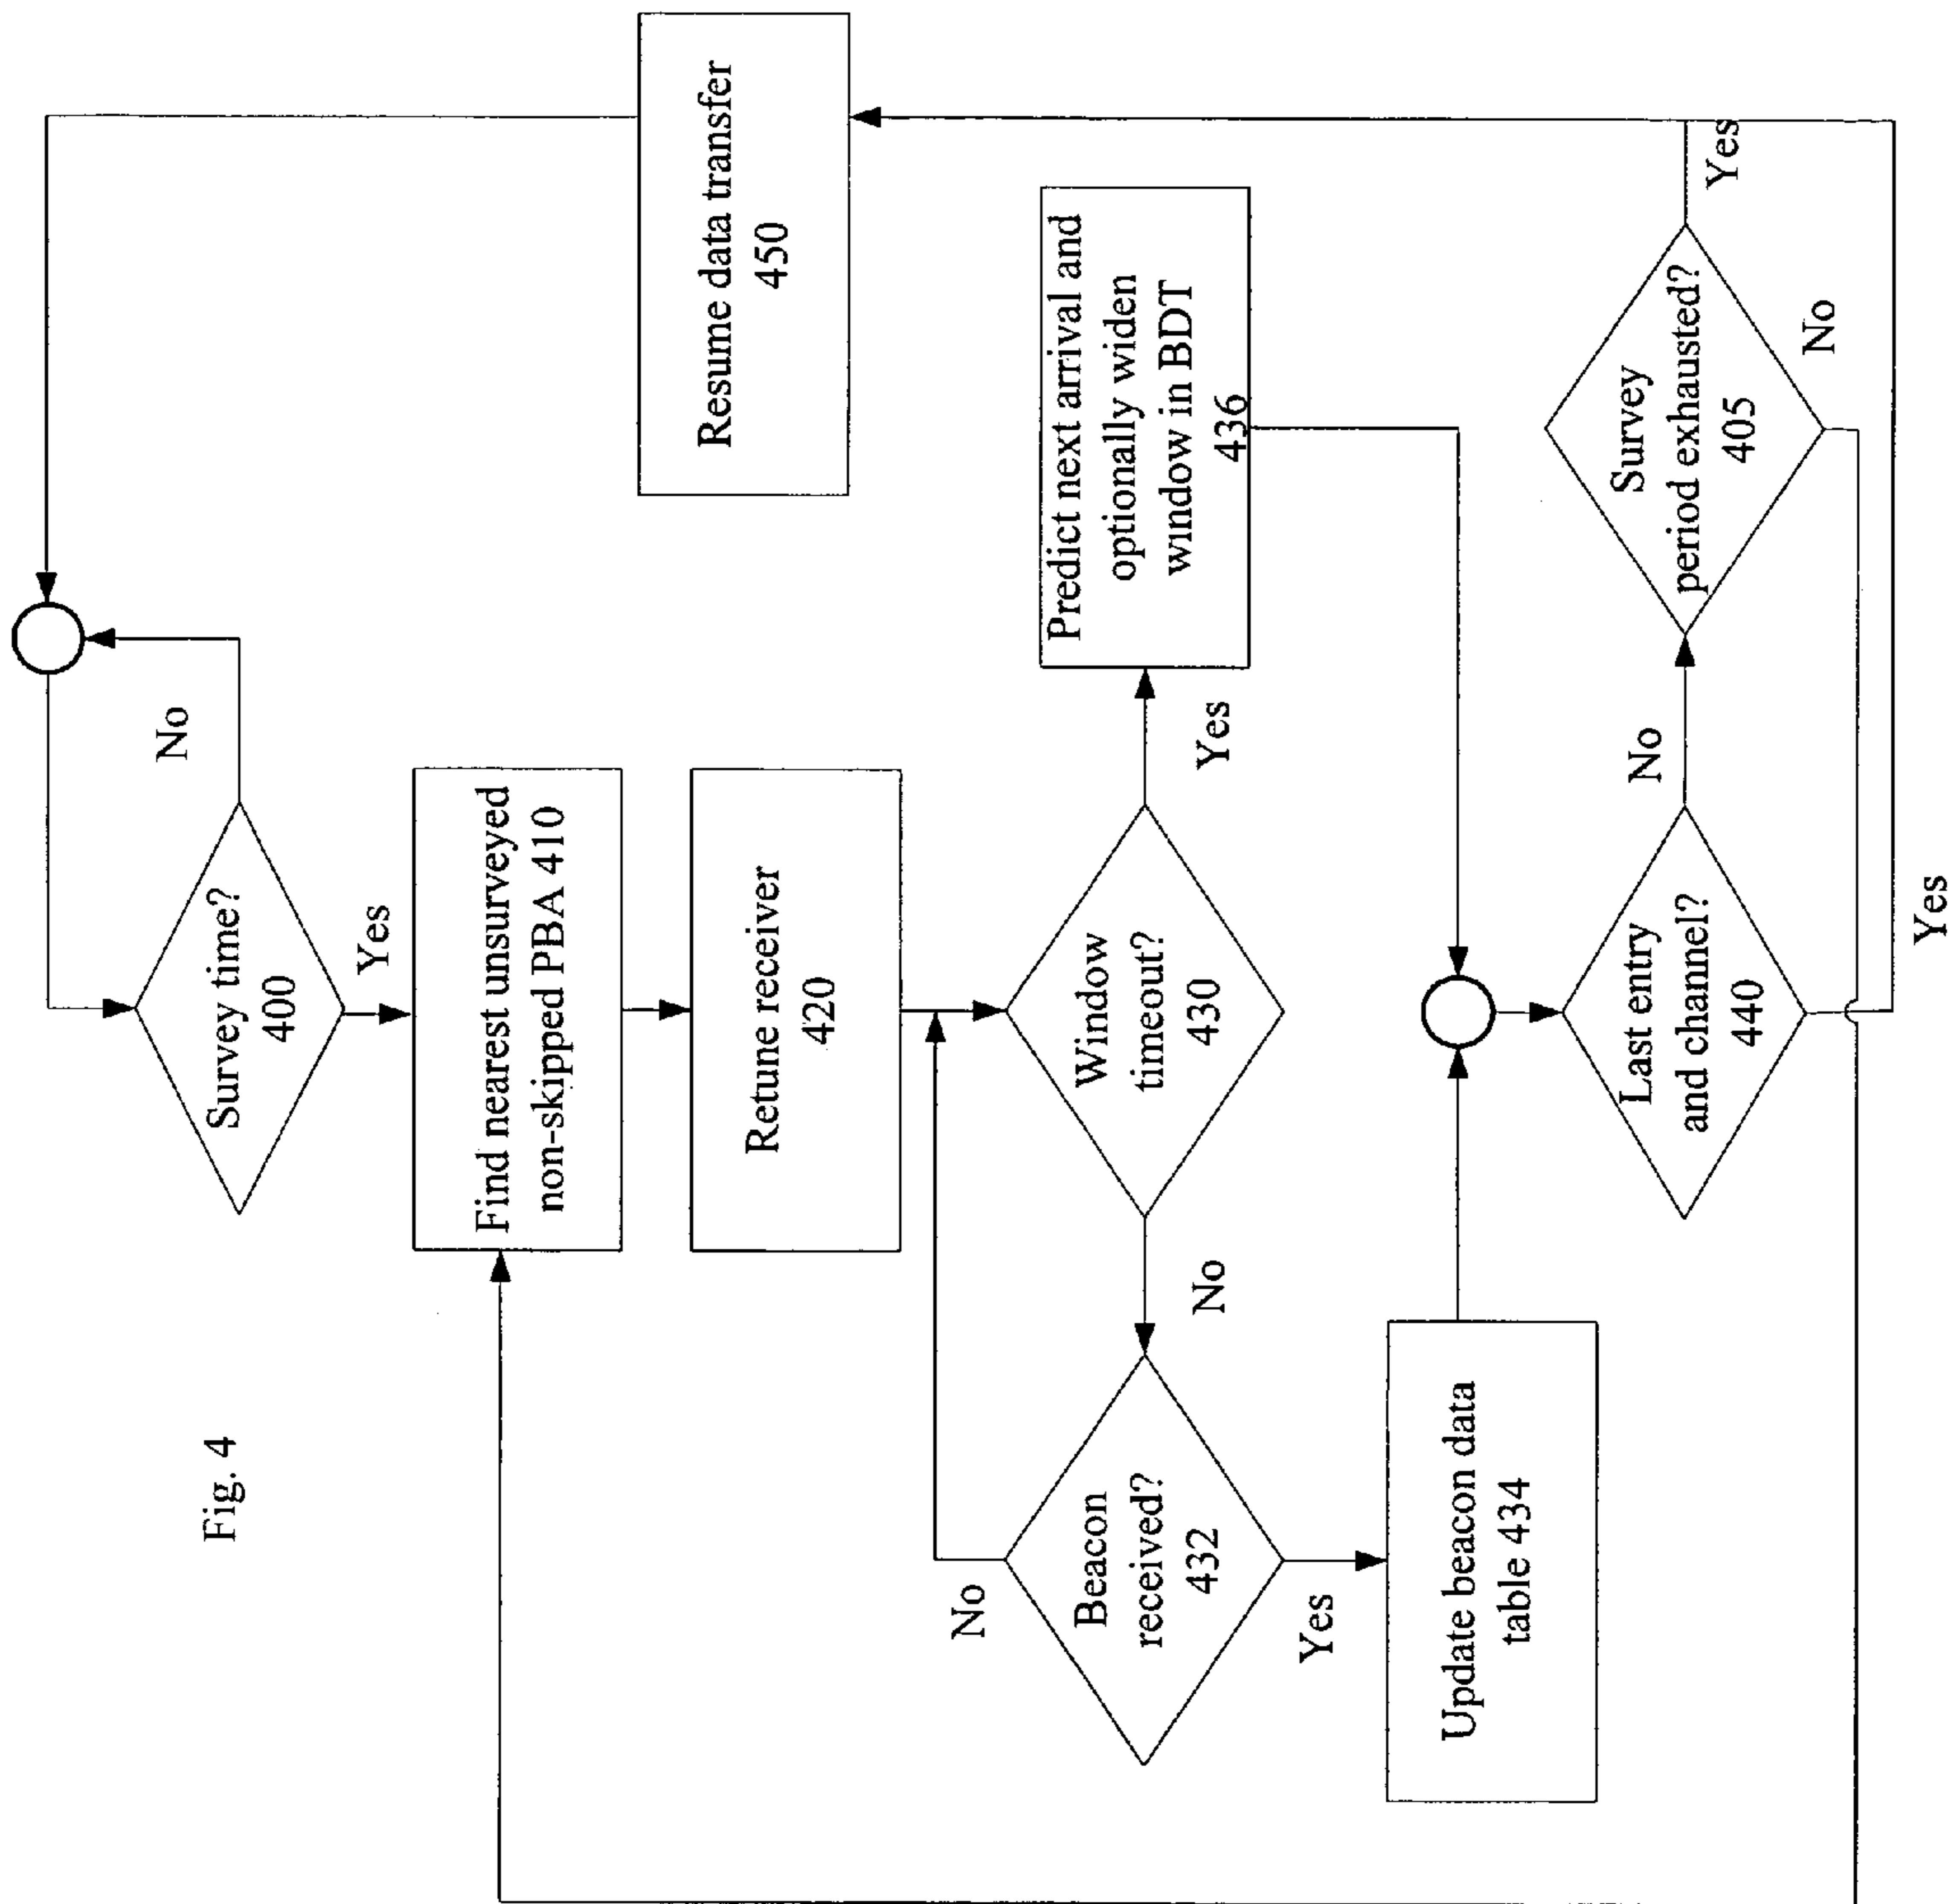 Fig. 4
Survey time?
400
No
Yes
Find nearest unsurveyed
non-skipped PBA 410
Retune receiver
420
Window
timeout?
430
No
Yes
Beacon
received?
432
No
Yes
Update beacon data
table 434
Predict next arrival and
optionally widen
window in BDT
436
Last entry
and channel?
440
No
Yes
Survey
period exhausted?
405
No
Yes
Resume data transfer
450